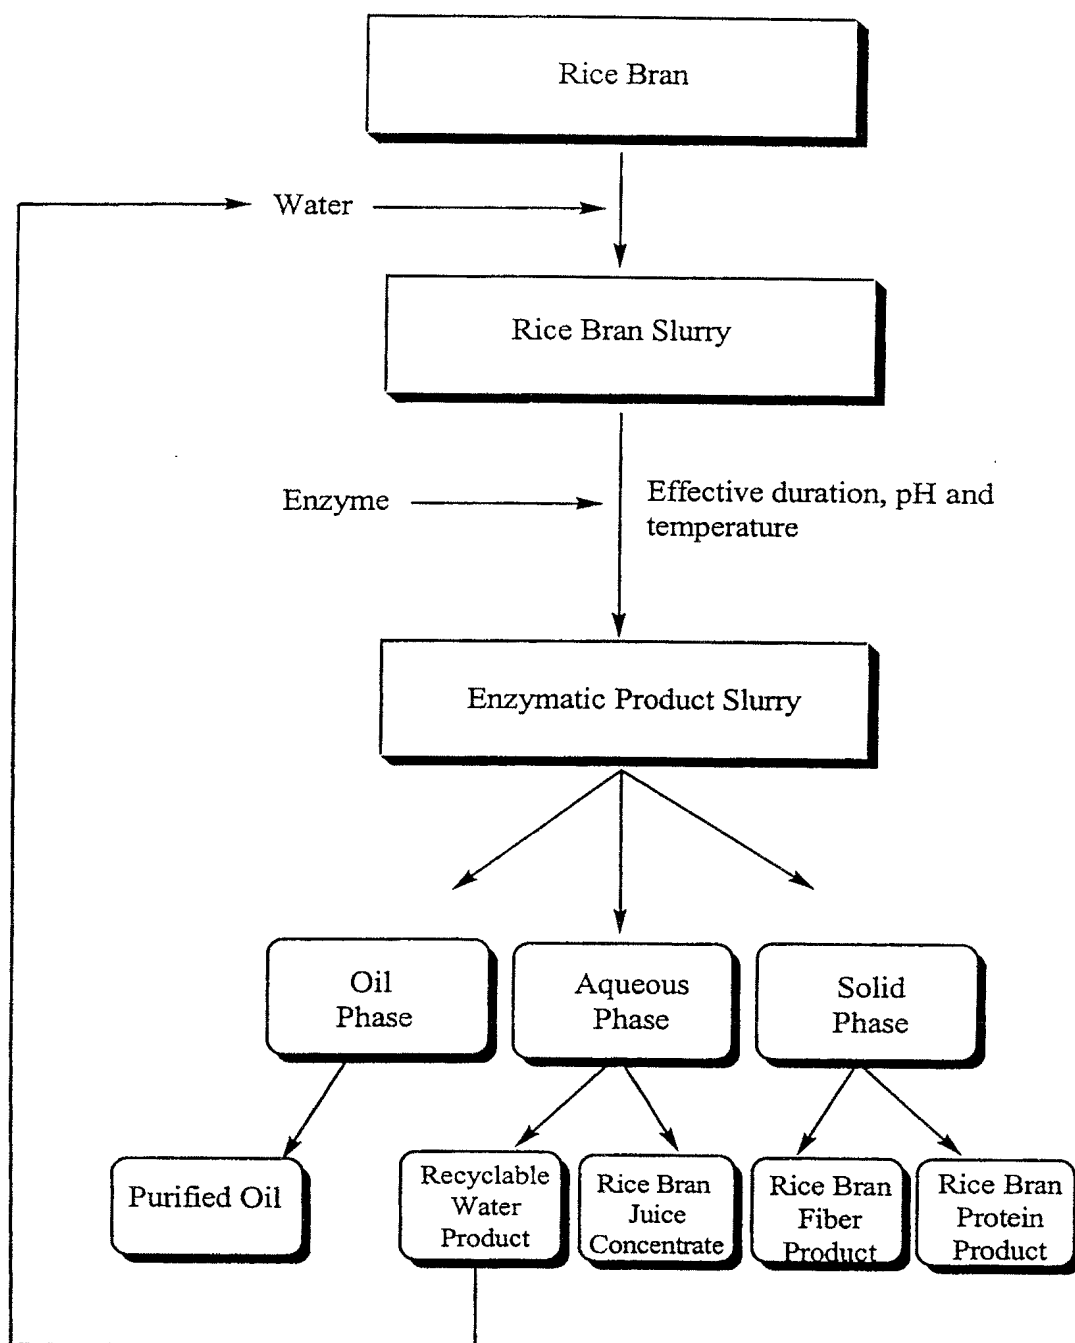 Rice Bran
Water
Rice Bran Slurry
Enzyme
Effective duration, pH and
temperature
Enzymatic Product Slurry
Oil
Phase
Aqueous
Phase
Solid
Phase
Purified Oil
Recyclable
Water
Product
Rice Bran
Juice
Concentrate
Rice Bran
Fiber
Product
Rice Bran
Protein
Product